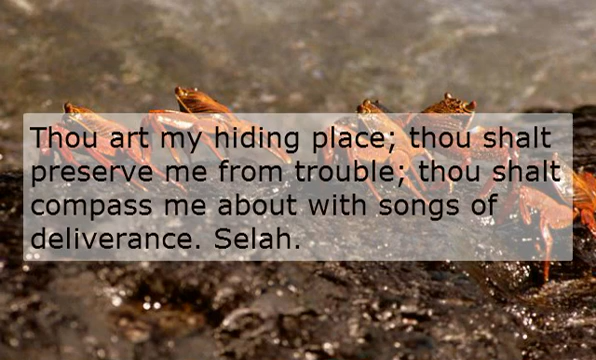 Thou art my hiding place; thou shalt
preserve me from trouble; thou shalt
compass me about with songs of
deliverance. Selah.